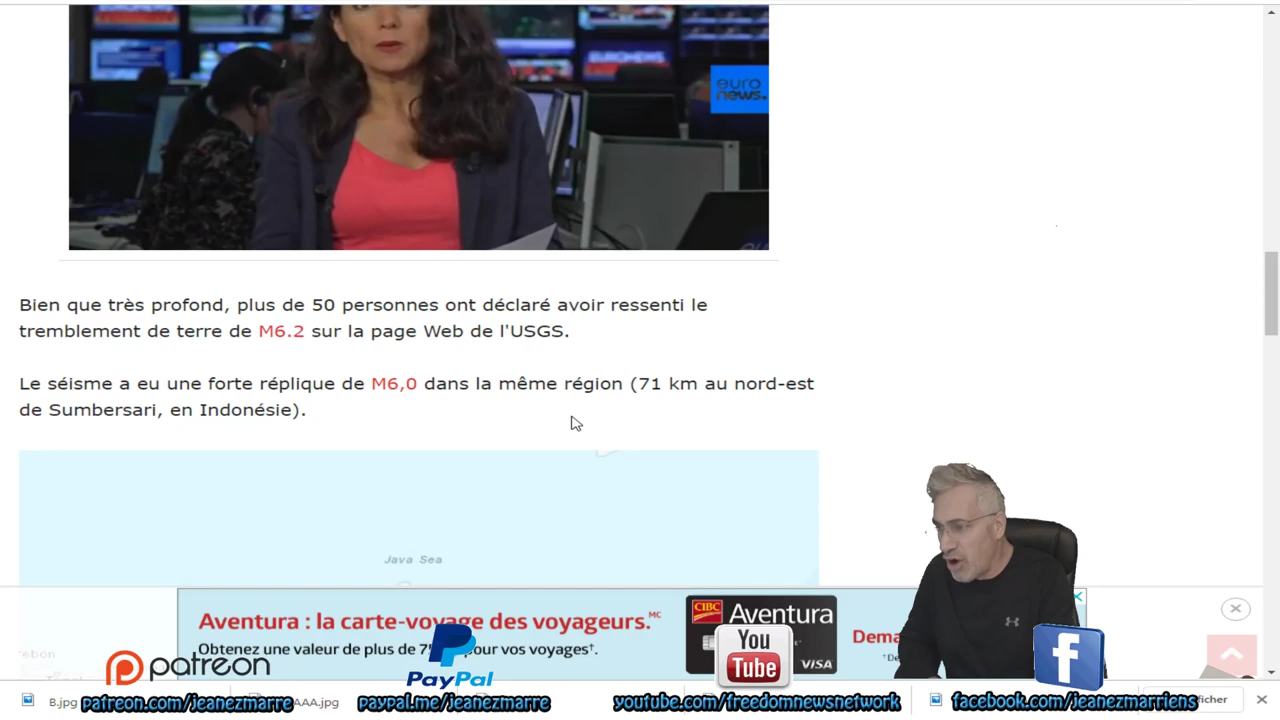 EURONEWS
euro
news.
Bien que très profond, plus de 50 personnes ont déclaré avoir ressenti le
tremblement de terre de M6.2 sur la page Web de l'USGS.
Le séisme a eu une forte réplique de M6,0 dans la même région (71 km au nord-est
de Sumbersari, en Indonésie).
Java Sea
Aventura : la carte-voyage des voyageurs.MC
Obtenez une valeur de plus de 7 pour vos voyages†.
CIBC
Aventura
VISA
Dema
patreon
PayPal
You
Tube
f
B.jpg
AAA.jpg
patreon.com/jeanezmarre
paypal.me/jeanezmarre
youtube.com/freedomnewsnetwork
facebook.com/jeanezmarriens
fficher